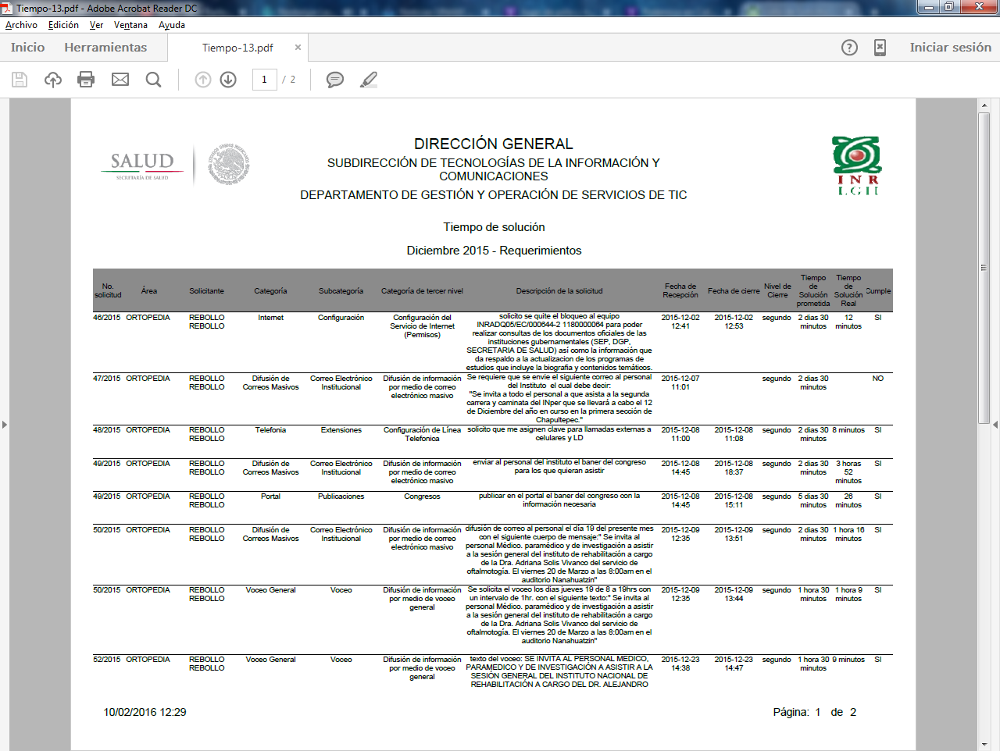 Tiempo-13.pdf - Adobe Acrobat Reader DC
Archivo Edición Ver Ventana Ayuda
Inicio Herramientas Tiempo-13.pdf × Iniciar sesión
1 / 2
SALUD
SECRETARÍA DE SALUD
DIRECCIÓN GENERAL
SUBDIRECCIÓN DE TECNOLOGÍAS DE LA INFORMACIÓN Y
COMUNICACIONES
DEPARTAMENTO DE GESTIÓN Y OPERACIÓN DE SERVICIOS DE TIC
INR
LGII
Tiempo de solución
Diciembre 2015 - Requerimientos
No. solicitud Área Solicitante Categoría Subcategoría Categoría de tercer nivel Descripción de la solicitud Fecha de Recepción Fecha de cierre Nivel de Cierre Tiempo de Solución prometida Tiempo de Solución Real Cumple
46/2015 ORTOPEDIA REBOLLO Internet Configuración Configuración del solicito se quite el bloqueo al equipo 2015-12-02 2015-12-02 segundo 2 dias 30 12 SI
REBOLLO Servicio de Internet INRADQ05/EC/000644-2 1180000064 para poder 12:41 12:53 minutos minutos
(Permisos) realizar consultas de los documentos oficiales de las
instituciones gubernamentales (SEP, DGP,
SECRETARIA DE SALUD) así como la información que
da respaldo a la actualizacion de los programas de
estudios que incluye la biografia y contenidos temáticos.
47/2015 ORTOPEDIA REBOLLO Difusión de Correo Electrónico Difusión de información Se requiere que se envie el siguiente correo al personal 2015-12-07 segundo 2 dias 30 NO
REBOLLO Correos Masivos Institucional por medio de correo del Instituto el cual debe decir: 11:01 minutos
electrónico masivo "Se invita a todo el personal a que asista a la segunda
carrera y caminata del INper que se llevará a cabo el 12
de Diciembre del año en curso en la primera sección de
Chapultepec."
48/2015 ORTOPEDIA REBOLLO Telefonia Extensiones Configuración de Línea solicito que me asignen clave para llamadas externas a 2015-12-08 2015-12-08 segundo 2 dias 30 8 minutos SI
REBOLLO Telefonica celulares y LD 11:00 11:08 minutos
49/2015 ORTOPEDIA REBOLLO Difusión de Correo Electrónico Difusión de información enviar al personal del instituto el baner del congreso 2015-12-08 2015-12-08 segundo 2 dias 30 3 horas SI
REBOLLO Correos Masivos Institucional por medio de correo para los que quieran asistir 14:45 18:37 minutos 52
electrónico masivo minutos
49/2015 ORTOPEDIA REBOLLO Portal Publicaciones Congresos publicar en el portal el baner del congreso con la 2015-12-08 2015-12-08 segundo 5 dias 30 26 SI
REBOLLO información necesaria 14:45 15:11 minutos minutos
50/2015 ORTOPEDIA REBOLLO Difusión de Correo Electrónico Difusión de información difusión de correo al personal el día 19 del presente mes 2015-12-09 2015-12-09 segundo 2 dias 30 1 hora 16 SI
REBOLLO Correos Masivos Institucional por medio de correo con el siguiente cuerpo de mensaje:" Se invita al 12:35 13:51 minutos minutos
electrónico masivo personal Médico. paramédico y de investigación a asistir
a la sesión general del instituto de rehabilitación a cargo
de la Dra. Adriana Solis Vivanco del servicio de
oftalmotogía. El viernes 20 de Marzo a las 8:00am en el
auditorio Nanahuatzin"
50/2015 ORTOPEDIA REBOLLO Voceo General Voceo Difusión de información Se solicita el voceo los dias jueves 19 de 8 a 19hrs con 2015-12-09 2015-12-09 segundo 1 hora 30 1 hora 9 SI
REBOLLO por medio de voceo un intervalo de 1hr. con el siguiente texto:" Se invita al 12:35 13:44 minutos minutos
general personal Médico. paramédico y de investigación a asistir
a la sesión general del instituto de rehabilitación a cargo
de la Dra. Adriana Solis Vivanco del servicio de
oftalmotogía. El viernes 20 de Marzo a las 8:00am en el
auditorio Nanahuatzin"
52/2015 ORTOPEDIA REBOLLO Voceo General Voceo Difusión de información texto del voceo: SE INVITA AL PERSONAL MEDICO, 2015-12-23 2015-12-23 segundo 1 hora 30 9 minutos SI
REBOLLO por medio de voceo PARAMEDICO Y DE INVESTIGACIÓN A ASISTIR A LA 14:38 14:47 minutos
general SESIÓN GENERAL DEL INSTITUTO NACIONAL DE
REHABILITACIÓN A CARGO DEL DR. ALEJANDRO
10/02/2016 12:29 Página: 1 de 2